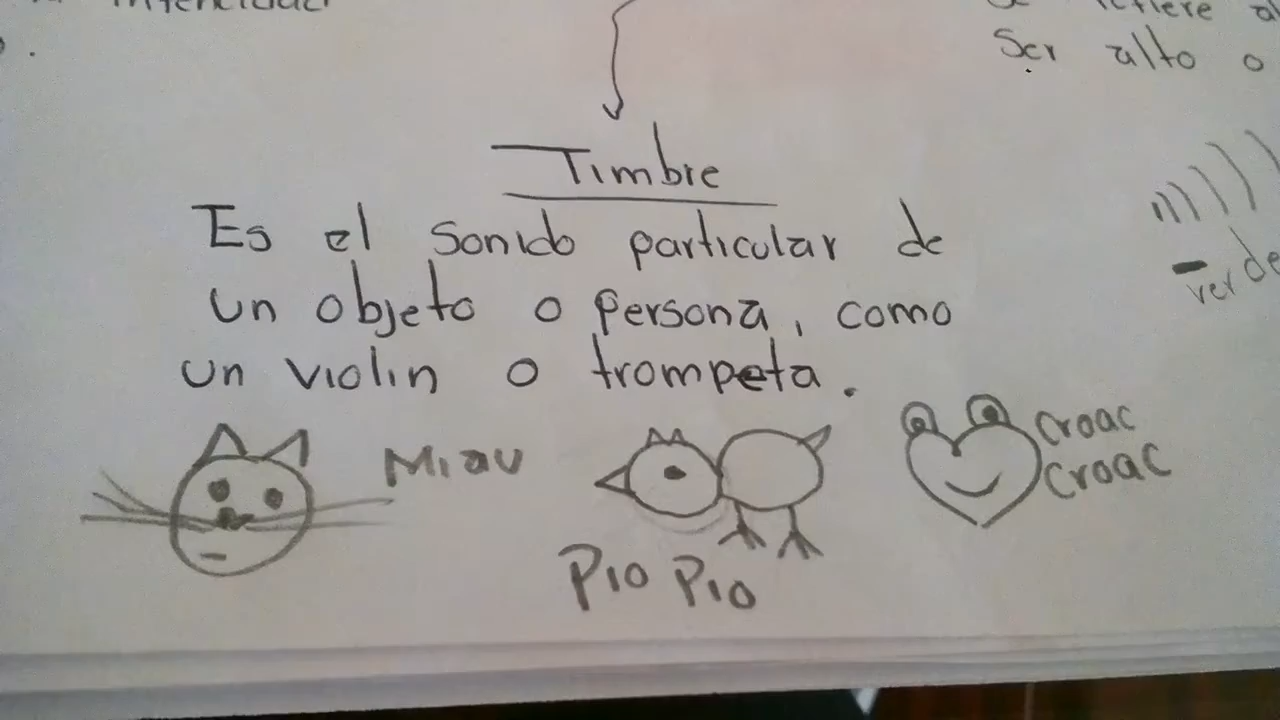 Ser alto o
Timbre
Es el sonido particular de
un objeto o persona, como
un violin o trompeta.
verde
Miau
croac
croac
Pio Pio